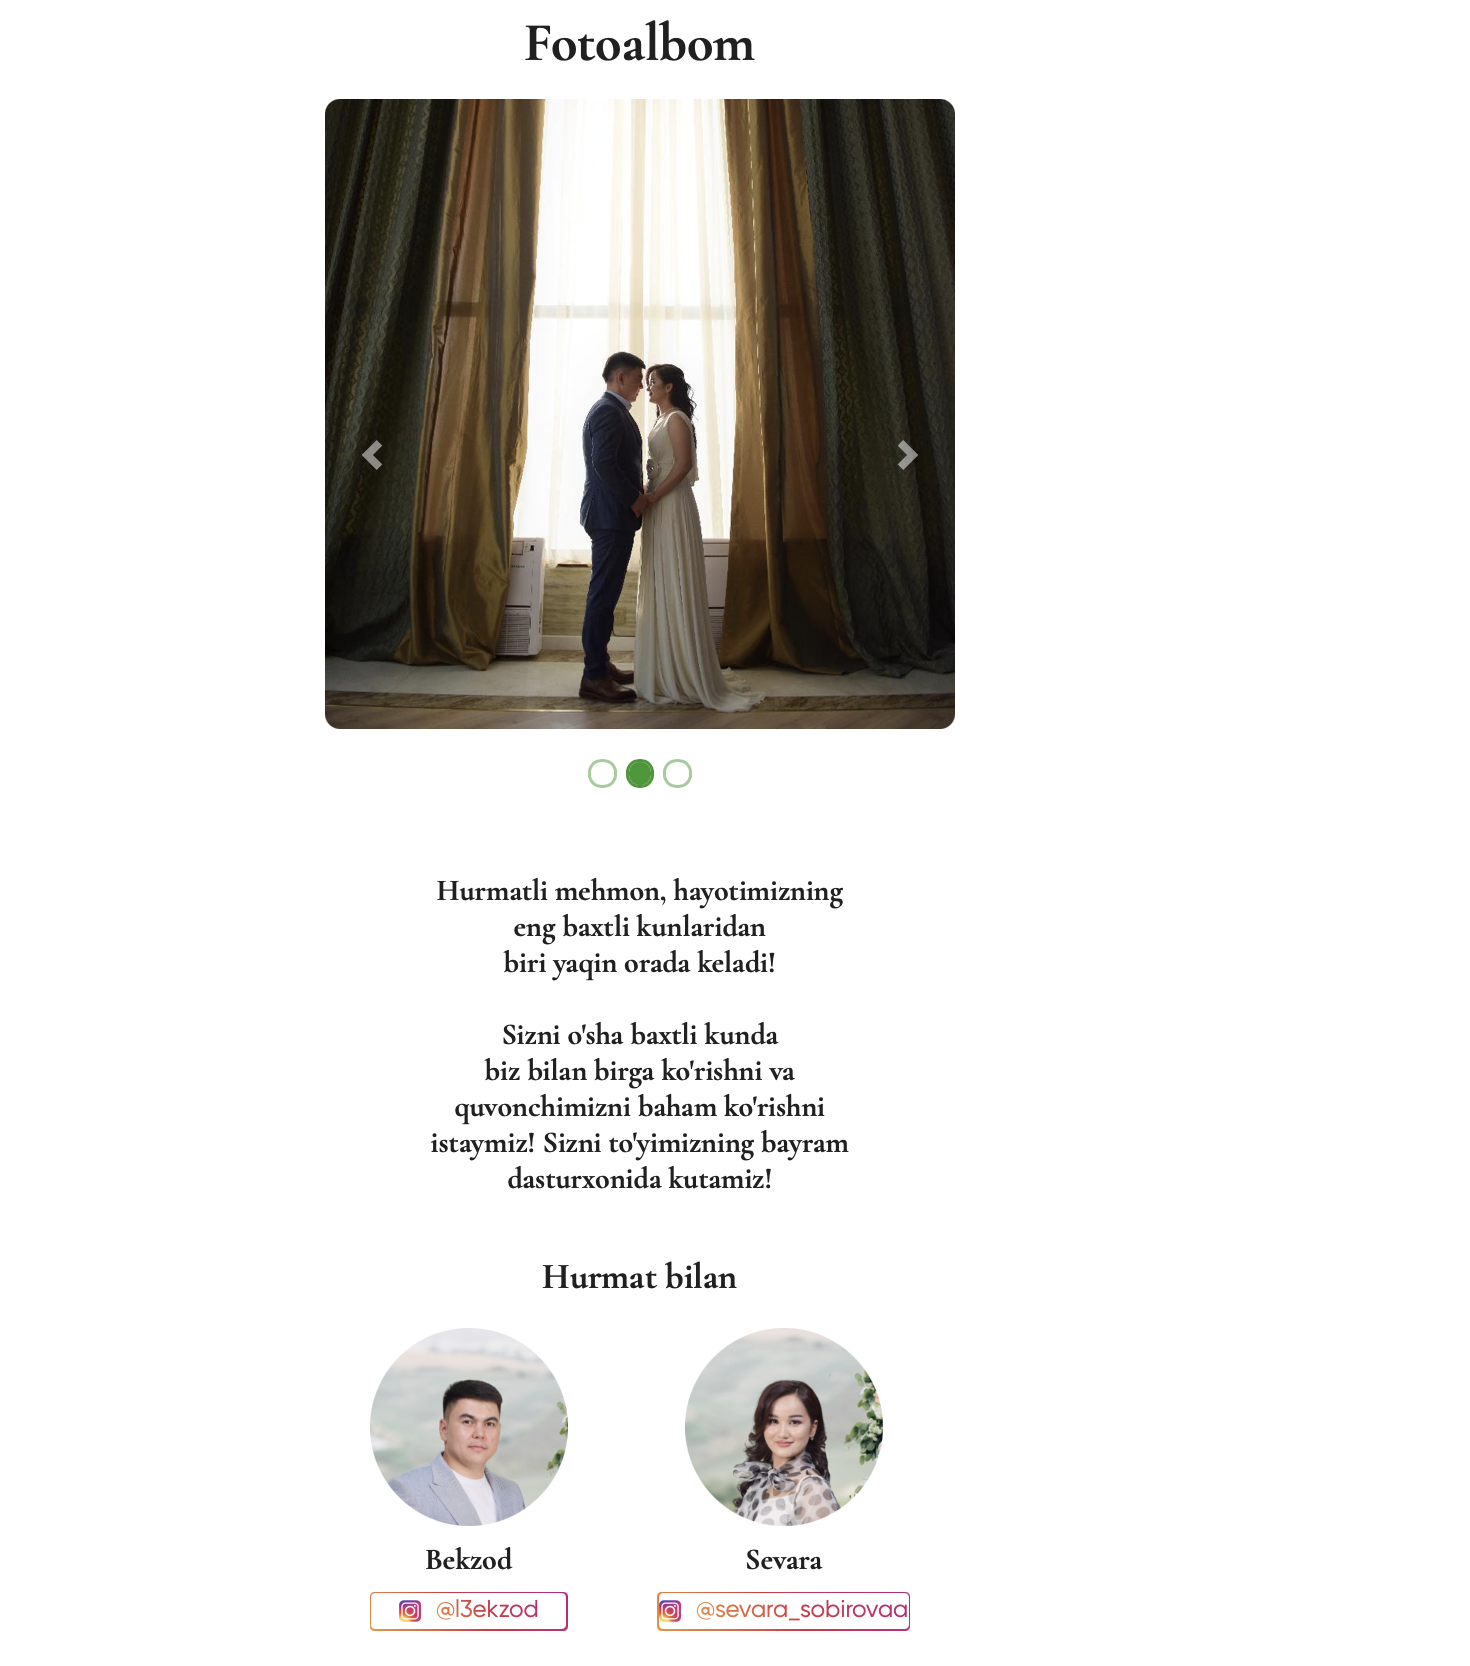 Fotoalbom
Hurmatli mehmon, hayotimizning
eng baxtli kunlaridan
biri yaqin orada keladi!
Sizni o'sha baxtli kunda
biz bilan birga ko'rishni va
quvonchimizni baham ko'rishni
istaymiz! Sizni to'yimizning bayram
dasturxonida kutamiz!
Hurmat bilan
Bekzod
Sevara
@l3ekzod
@sevara_sobirovaa